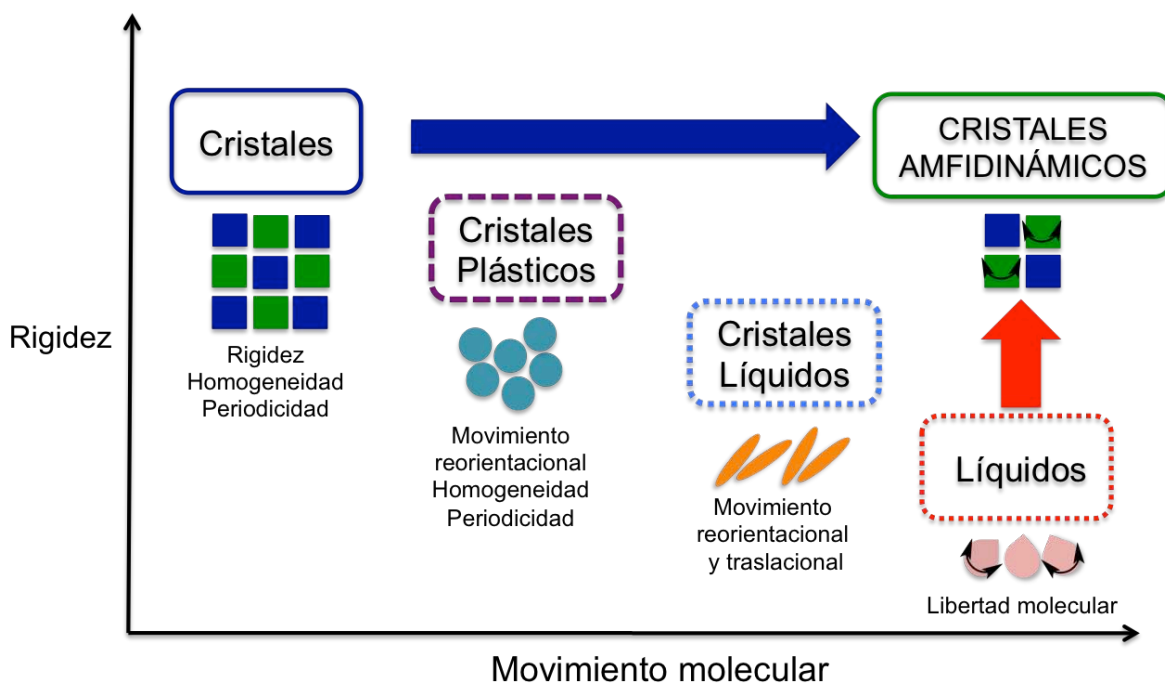 Rigidez
Cristales
Rigidez
Homogeneidad
Periodicidad
Cristales
Plásticos
Movimiento
reorientacional
Homogeneidad
Periodicidad
Cristales
Líquidos
Movimiento
reorientacional
y traslacional
CRISTALES
AMFIDINÁMICOS
Líquidos
Libertad molecular
Movimiento molecular